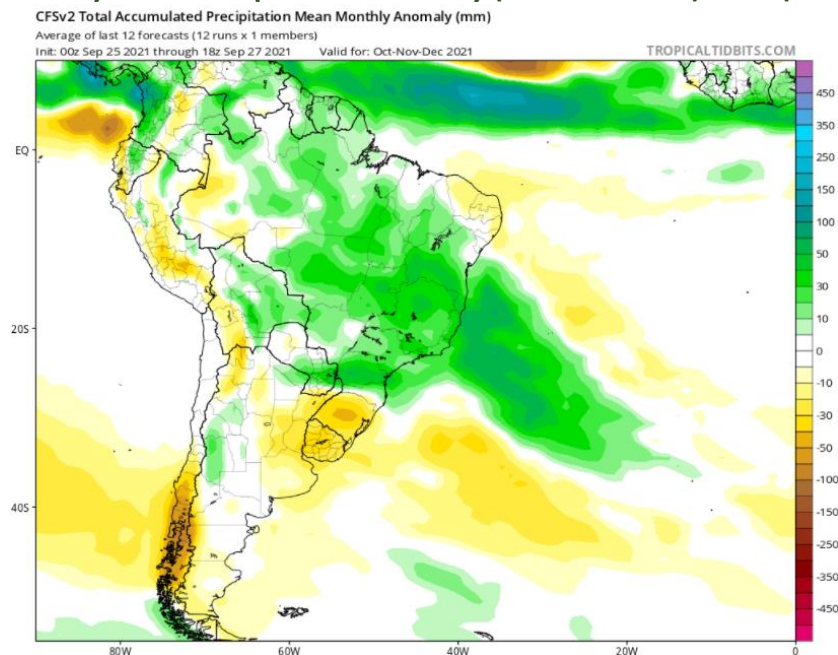 CFSv2 Total Accumulated Precipitation Mean Monthly Anomaly (mm)
Average of last 12 forecasts (12 runs x 1 members)
Init: 00z Sep 25 2021 through 18z Sep 27 2021 Valid for: Oct-Nov-Dec 2021 TROPICALTIDBITS.COM
450
350
250
150
100
50
30
10
0
-10
-30
-50
-100
-150
-250
-350
-450
EQ
20S
40S
80W
60W
40W
20W
0